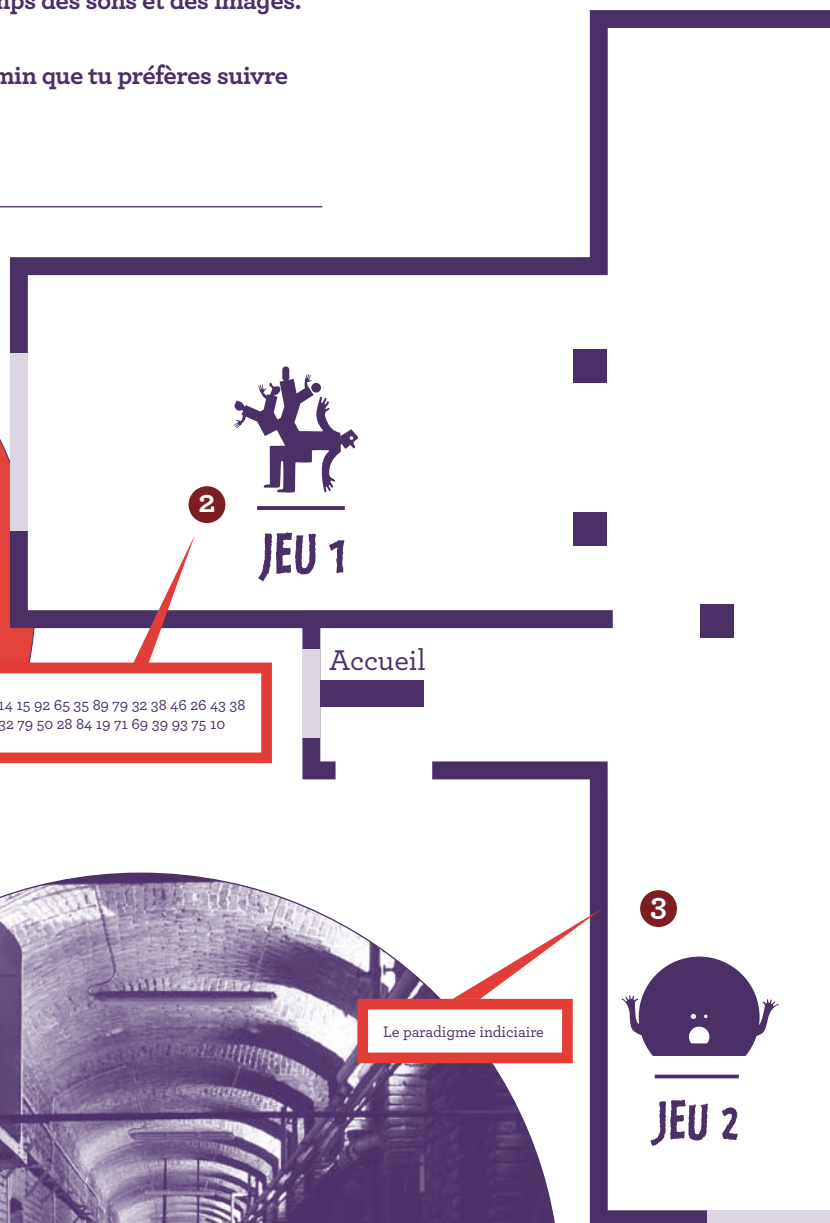 des sons et des images.
que tu préfères suivre
2
JEU 1
Accueil
14 15 92 65 35 89 79 32 38 46 26 43 38
32 79 50 28 84 19 71 69 39 93 75 10
3
Le paradigme indiciaire
JEU 2